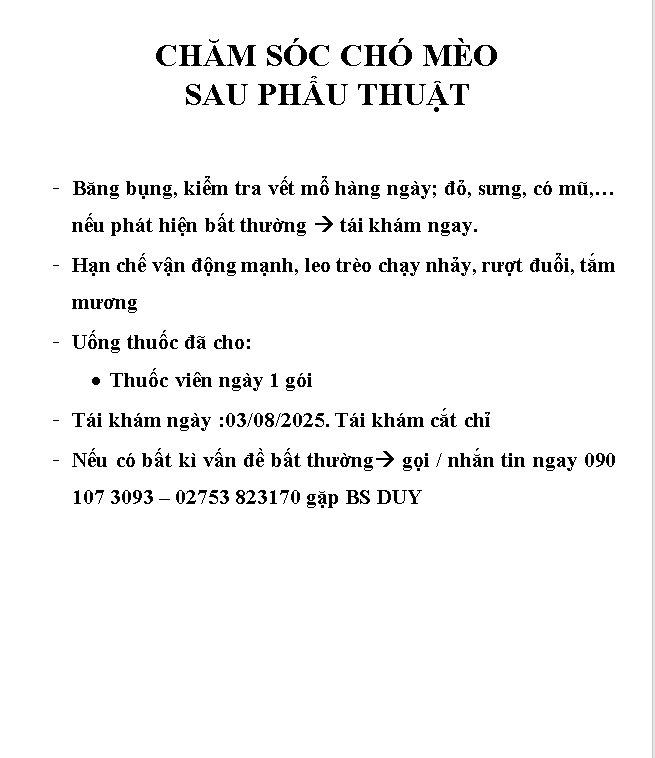 CHĂM SÓC CHÓ MÈO
SAU PHẨU THUẬT
- Băng bụng, kiểm tra vết mổ hàng ngày; đỏ, sưng, có mũ,…
nếu phát hiện bất thường → tái khám ngay.
- Hạn chế vận động mạnh, leo trèo chạy nhảy, rượt đuổi, tắm
mương
- Uống thuốc đã cho:
• Thuốc viên ngày 1 gói
- Tái khám ngày :03/08/2025. Tái khám cắt chỉ
- Nếu có bất kì vấn đề bất thường→ gọi / nhắn tin ngay 090
107 3093 – 02753 823170 gặp BS DUY